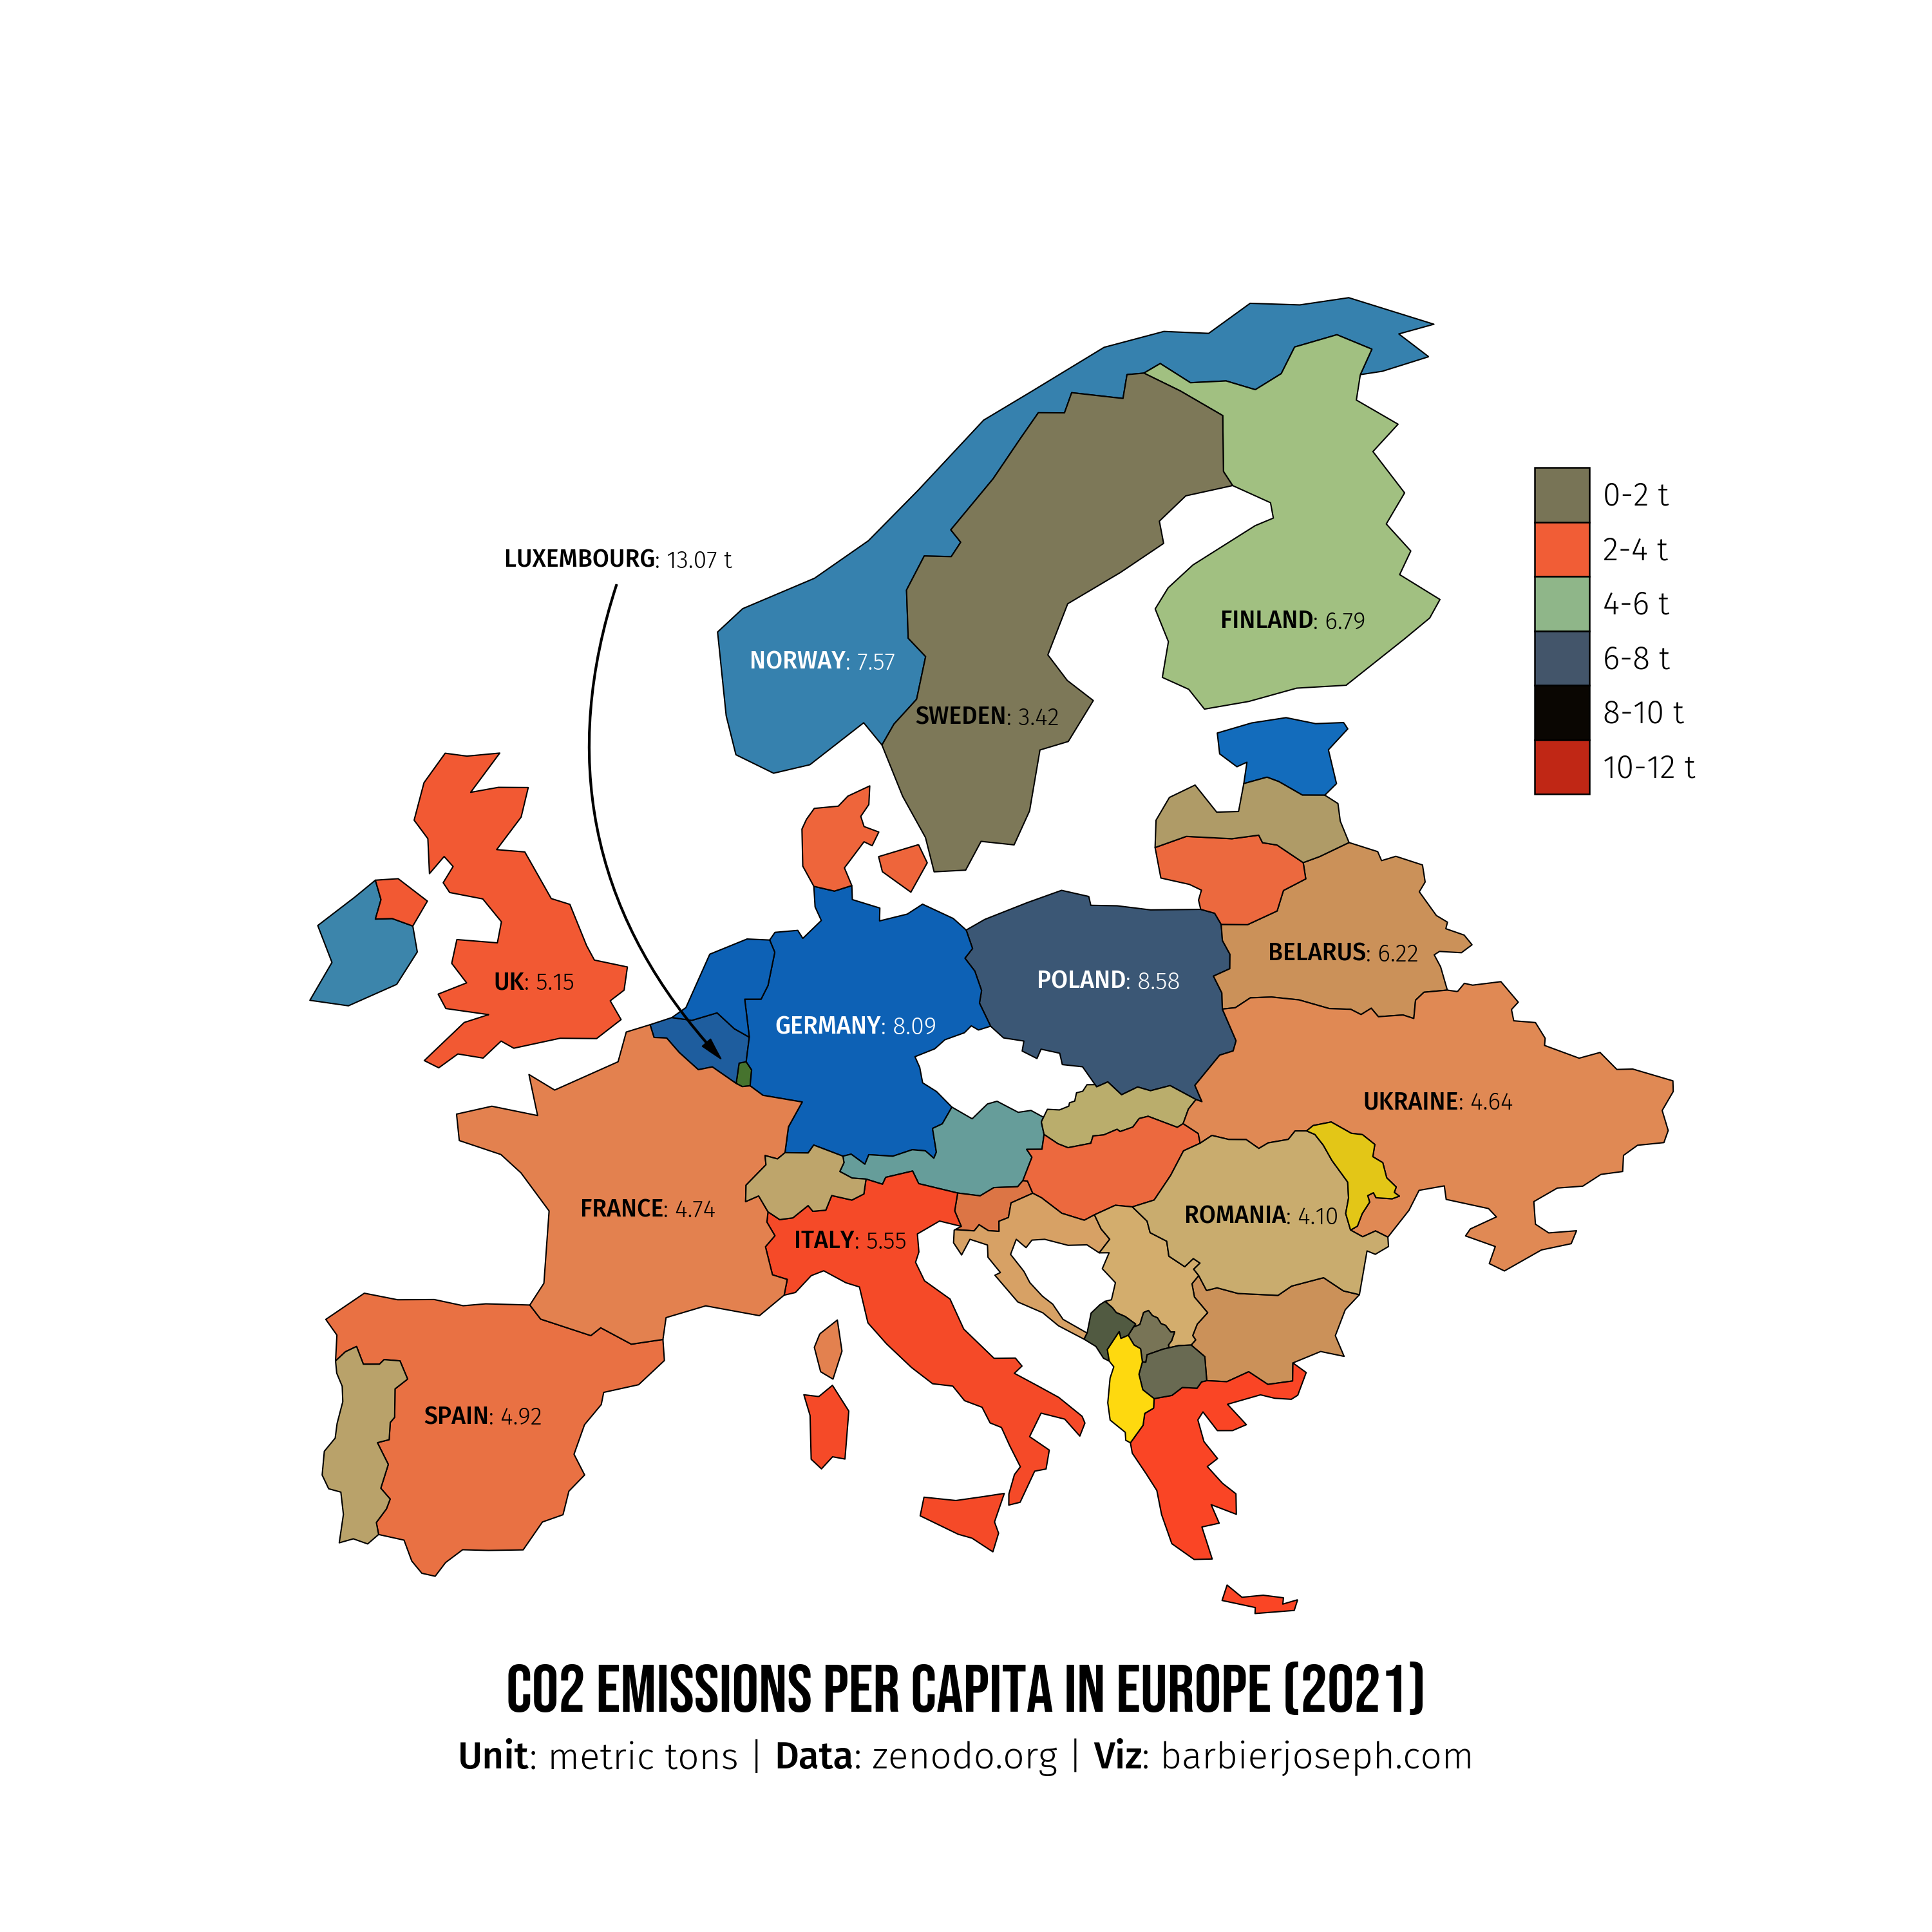 LUXEMBOURG: 13.07 t
NORWAY: 7.57
FINLAND: 6.79
SWEDEN: 3.42
0-2 t
2-4 t
4-6 t
6-8 t
8-10 t
10-12 t
UK: 5.15
BELARUS: 6.22
POLAND: 8.58
GERMANY: 8.09
UKRAINE: 4.64
FRANCE: 4.74
ROMANIA: 4.10
ITALY: 5.55
SPAIN: 4.92
CO2 EMISSIONS PER CAPITA IN EUROPE (2021)
Unit: metric tons | Data: zenodo.org | Viz: barbierjoseph.com